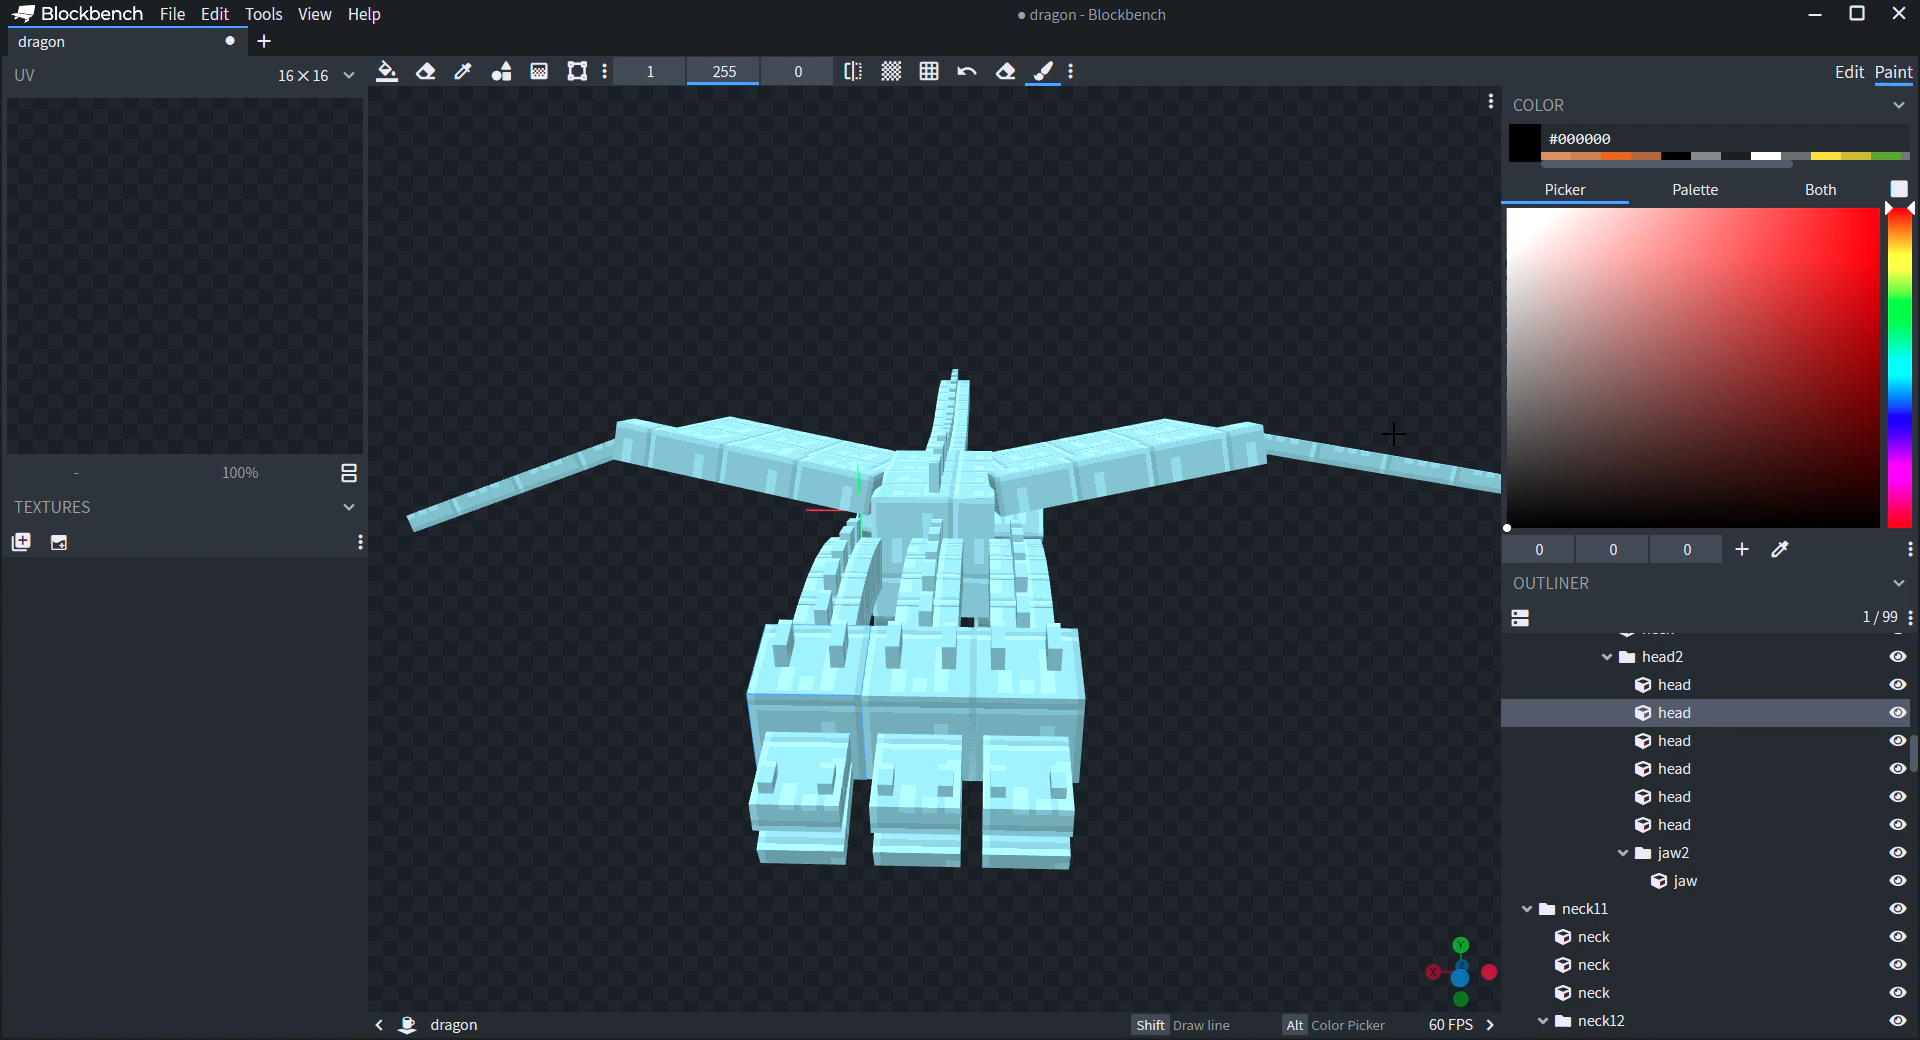 Blockbench File Edit Tools View Help
● dragon - Blockbench
dragon
UV 16×16
1 255 0
Edit Paint
COLOR
#000000
Picker Palette Both
- 100%
TEXTURES
0 0 0
OUTLINER
1 / 99
head2
head
head
head
head
head
head
jaw2
jaw
neck11
neck
neck
neck
neck12
Y
X
Z
dragon
Shift Draw line Alt Color Picker 60 FPS